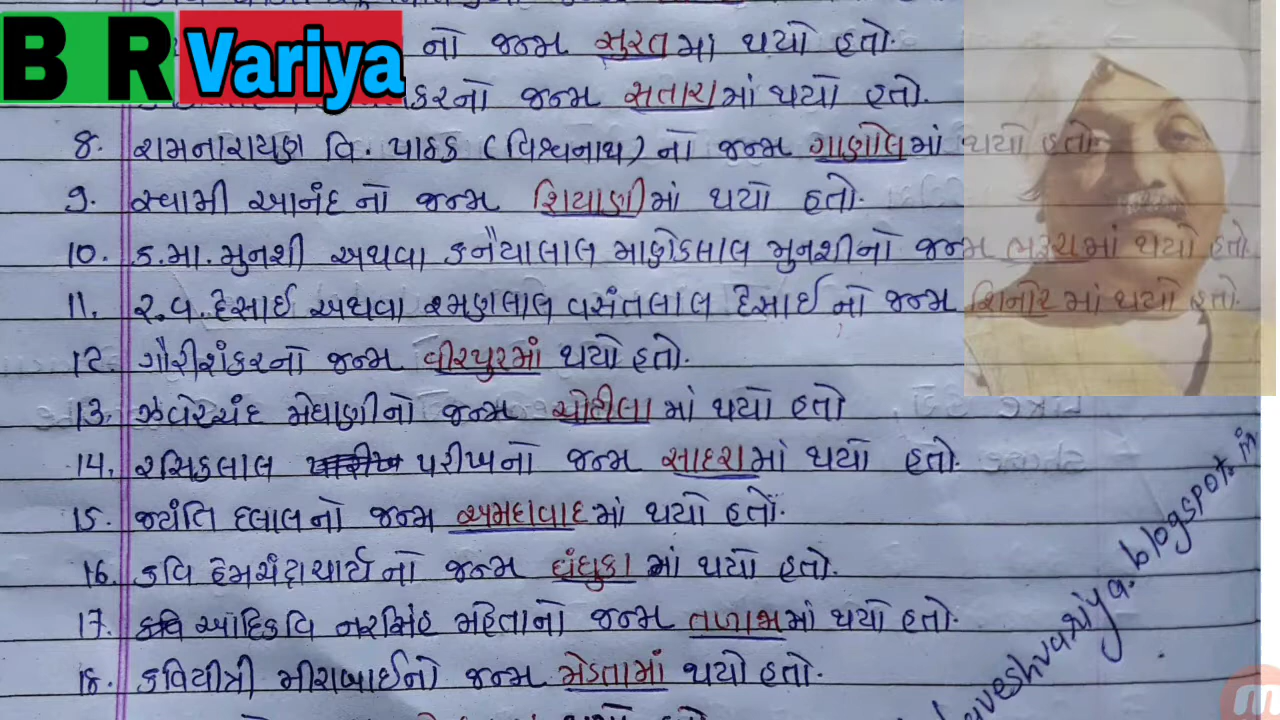 B R Variya
નો જન્મ સુરતમાં થયો હતો.
કરનો જન્મ સતારામાં થયો હતો.
8. રામનારાયણ વિ. પાઠક (વિશ્વનાથ) નો જન્મ ગાણોલમાં થયો હતો.
9. સ્વામી આનંદ નો જન્મ શિયાણીમાં થયો હતો.
10. ક.મા. મુનશી અથવા કનૈયાલાલ માણેકલાલ મુનશીનો જન્મ ભરૂચમાં થયો હતો.
11. ર.વ. દેસાઈ અથવા રમણલાલ વસંતલાલ દેસાઈ નો જન્મ શિનોર માં થયો હતો.
12. ગૌરીશંકરનો જન્મ વીરપુરમાં થયો હતો.
13. ઝવેરચંદ મેઘાણીનો જન્મ ચોટીલા માં થયો હતો
14. રસિકલાલ પરીખનો જન્મ સાદરામાં થયો હતો.
15. જયંતિ દલાલનો જન્મ અમદાવાદમાં થયો હતો.
16. કવિ હેમચંદ્રાચાર્ય નો જન્મ ધંધુકા માં થયો હતો.
17. આદિકવિ નરસિંહ મહેતાનો જન્મ તળાજામાં થયો હતો.
18. કવિયીત્રી મીરાબાઈનો જન્મ મેડતામાં થયો હતો.
aveshvariya.blogspot.in